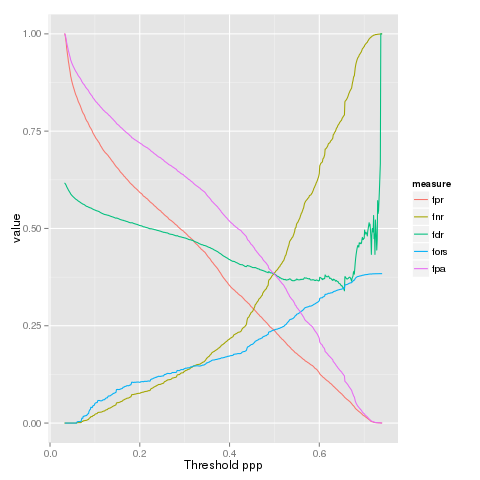 1.00
0.75
0.50
0.25
0.00
value
0.0
0.2
0.4
0.6
Threshold ppp
measure
fpr
fnr
fdr
fors
fpa